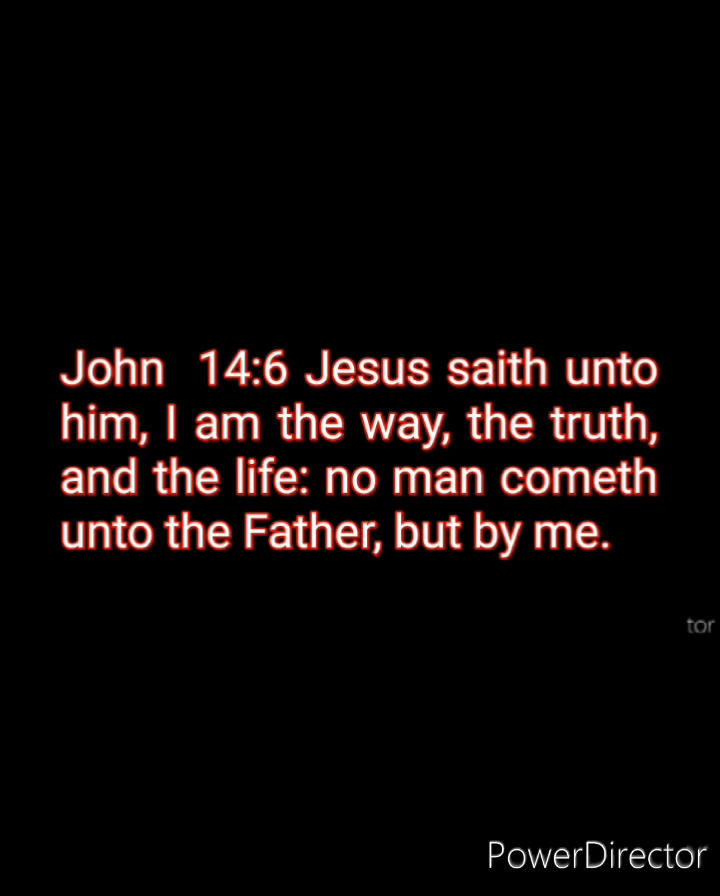 John 14:6 Jesus saith unto
him, I am the way, the truth,
and the life: no man cometh
unto the Father, but by me.
tor
PowerDirector